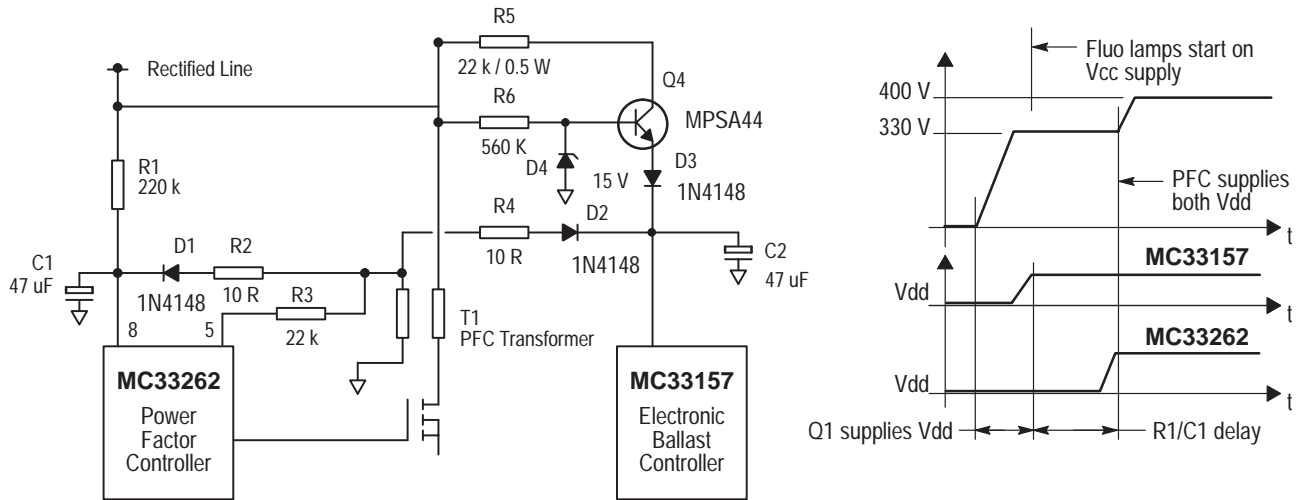 R5
22 k / 0.5 W
Rectified Line
Q4
R6
MPSA44
560 K
D4
D3
15 V
1N4148
R1
220 k
R4
D2
10 R
1N4148
C2
47 uF
C1
47 uF
D1
R2
1N4148
10 R
R3
22 k
8
5
T1
PFC Transformer
MC33262
Power
Factor
Controller
MC33157
Electronic
Ballast
Controller
Fluo lamps start on
Vcc supply
400 V
330 V
PFC supplies
both Vdd
t
MC33157
Vdd
t
MC33262
Vdd
t
Q1 supplies Vdd
R1/C1 delay